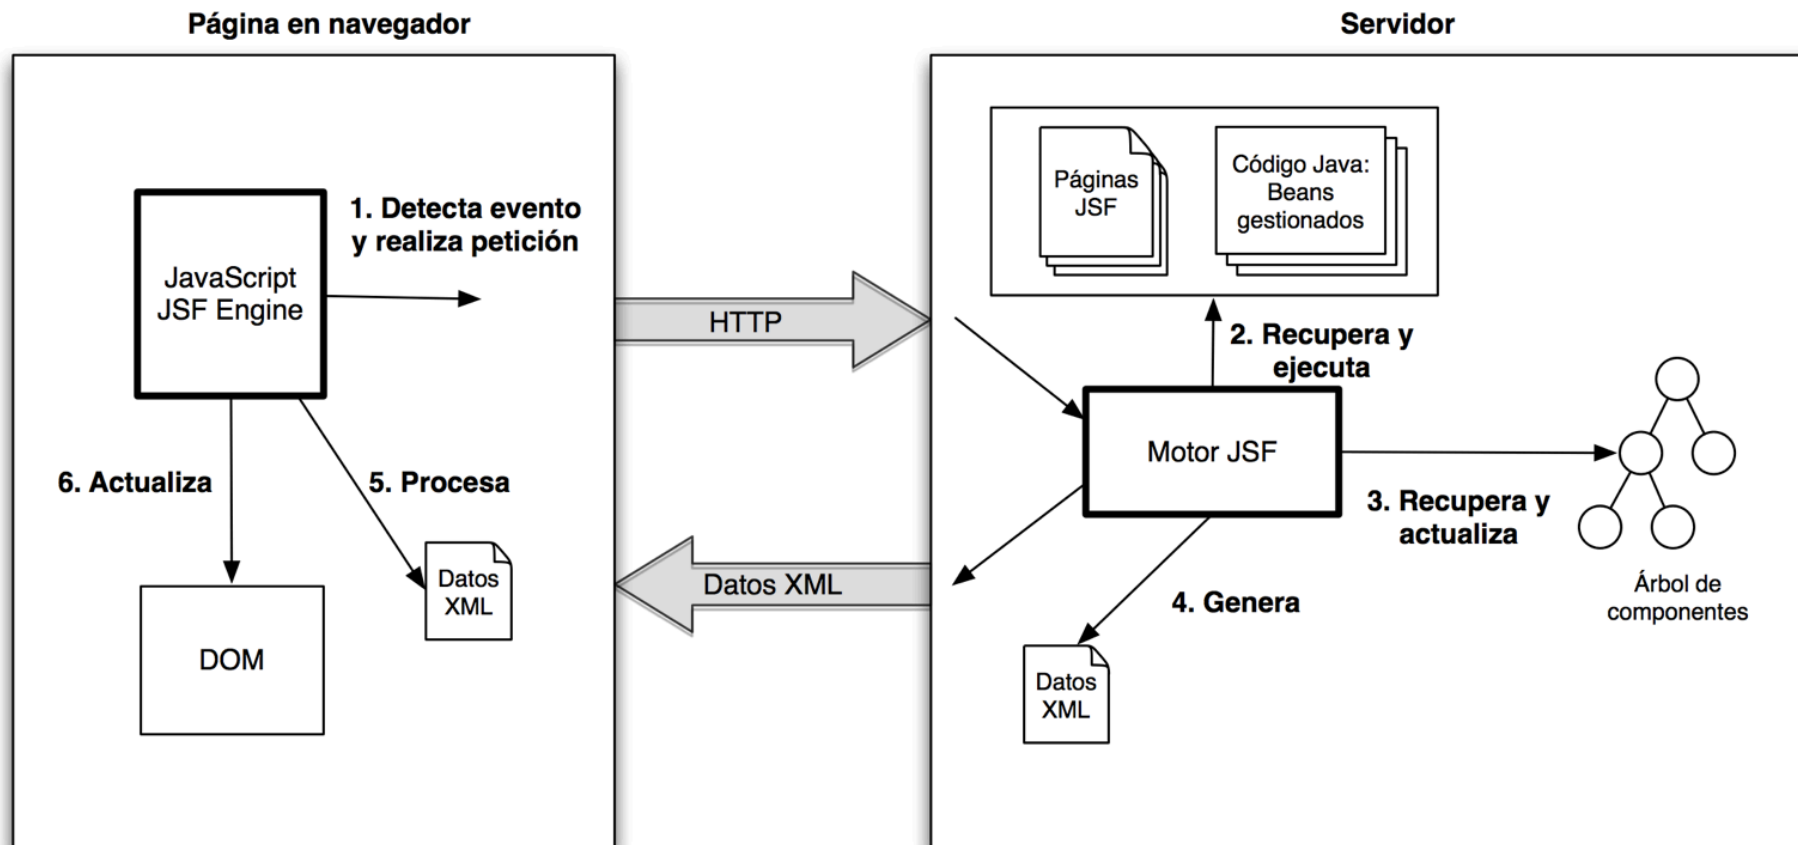 Página en navegador
Servidor
JavaScript
JSF Engine
1. Detecta evento
y realiza petición
HTTP
Páginas
JSF
Código Java:
Beans
gestionados
2. Recupera y
ejecuta
Motor JSF
3. Recupera y
actualiza
Árbol de
componentes
4. Genera
Datos
XML
Datos XML
5. Procesa
Datos
XML
6. Actualiza
DOM